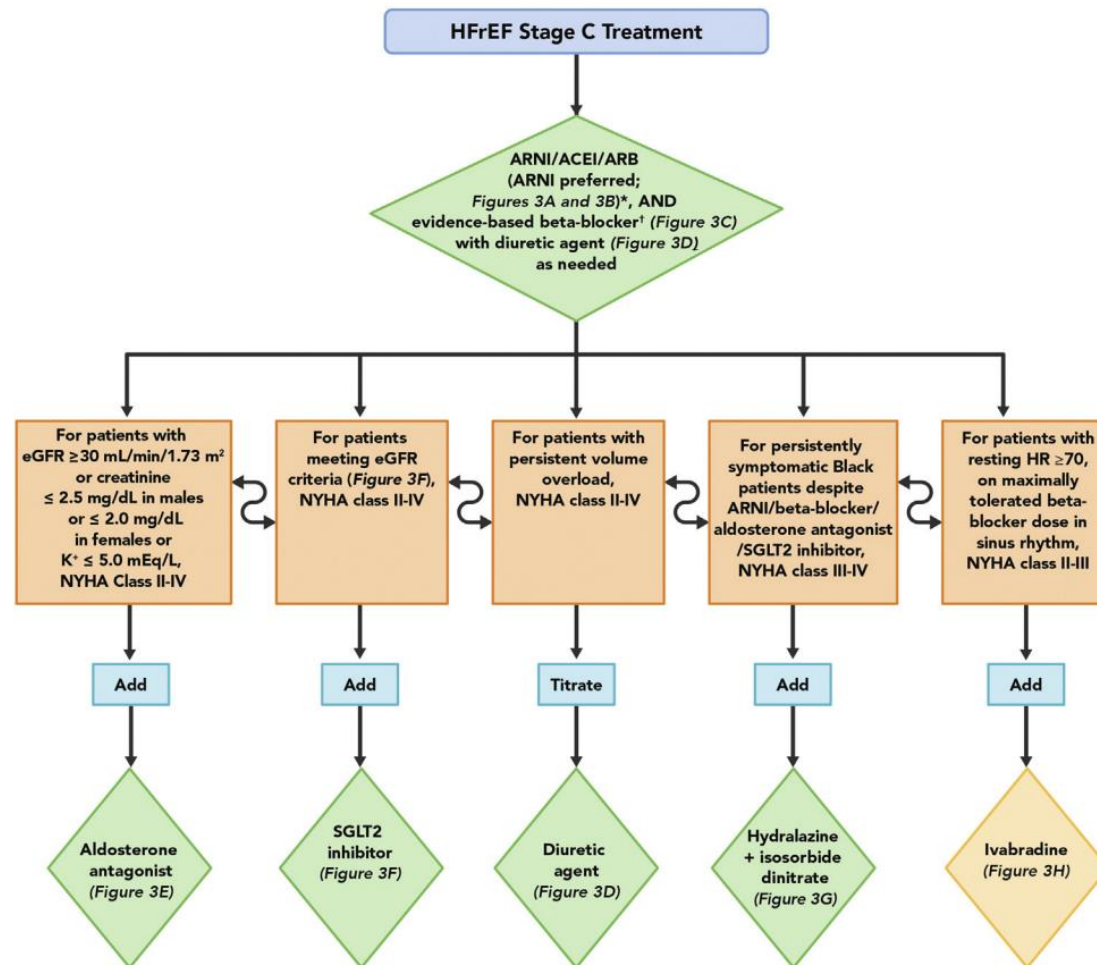 HFrEF Stage C Treatment
ARNI/ACEI/ARB
(ARNI preferred;
Figures 3A and 3B)*, AND
evidence-based beta-blocker† (Figure 3C)
with diuretic agent (Figure 3D)
as needed
For patients with
eGFR ≥30 mL/min/1.73 m²
or creatinine
≤ 2.5 mg/dL in males
or ≤ 2.0 mg/dL
in females or
K⁺ ≤ 5.0 mEq/L,
NYHA Class II-IV
For patients
meeting eGFR
criteria (Figure 3F),
NYHA class II-IV
For patients with
persistent volume
overload,
NYHA class II-IV
For persistently
symptomatic Black
patients despite
ARNI/beta-blocker/
aldosterone antagonist
/SGLT2 inhibitor,
NYHA class III-IV
For patients with
resting HR ≥70,
on maximally
tolerated beta-
blocker dose in
sinus rhythm,
NYHA class II-III
Add
Add
Titrate
Add
Add
Aldosterone
antagonist
(Figure 3E)
SGLT2
inhibitor
(Figure 3F)
Diuretic
agent
(Figure 3D)
Hydralazine
+ isosorbide
dinitrate
(Figure 3G)
Ivabradine
(Figure 3H)